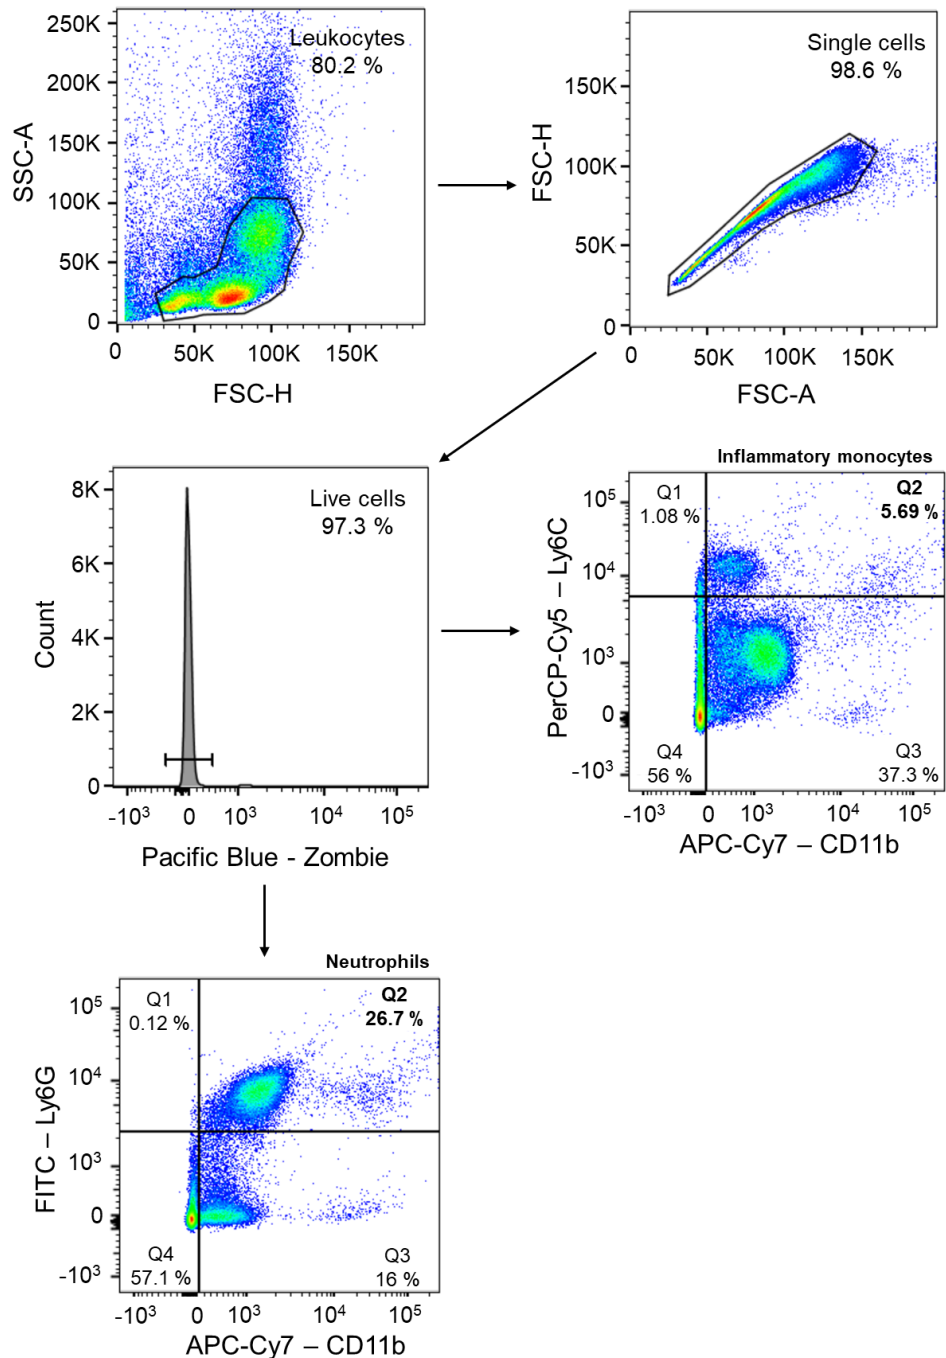 Leukocytes
80.2 %
250K
200K
150K
100K
50K
0
SSC-A
0 50K 100K 150K
FSC-H
Single cells
98.6 %
150K
100K
50K
0
FSC-H
0 50K 100K 150K
FSC-A
Live cells
97.3 %
8K
6K
4K
2K
0
Count
-10³ 0 10³ 10⁴ 10⁵
Pacific Blue - Zombie
Inflammatory monocytes
Q1
1.08 %
Q2
5.69 %
10⁵
10⁴
10³
0
-10³
PerCP-Cy5 – Ly6C
Q4
56 %
Q3
37.3 %
-10³ 0 10³ 10⁴ 10⁵
APC-Cy7 – CD11b
Neutrophils
Q1
0.12 %
Q2
26.7 %
10⁵
10⁴
10³
0
-10³
FITC – Ly6G
Q4
57.1 %
Q3
16 %
-10³ 0 10³ 10⁴ 10⁵
APC-Cy7 – CD11b